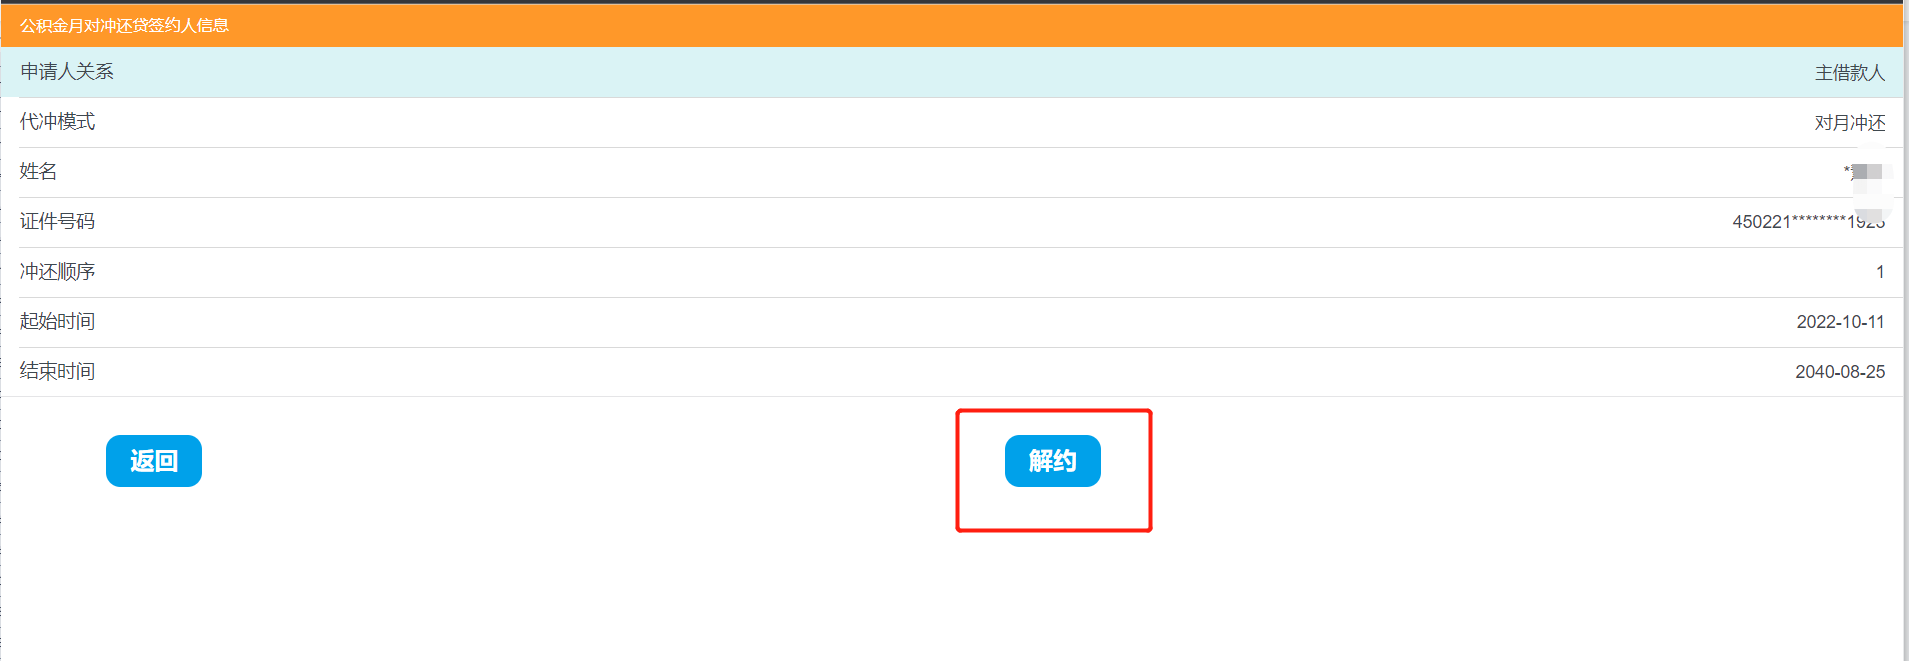 公积金月对冲还贷签约人信息
申请人关系 主借款人
代冲模式 对月冲还
姓名 *
证件号码 450221********1925
冲还顺序 1
起始时间 2022-10-11
结束时间 2040-08-25
返回 解约